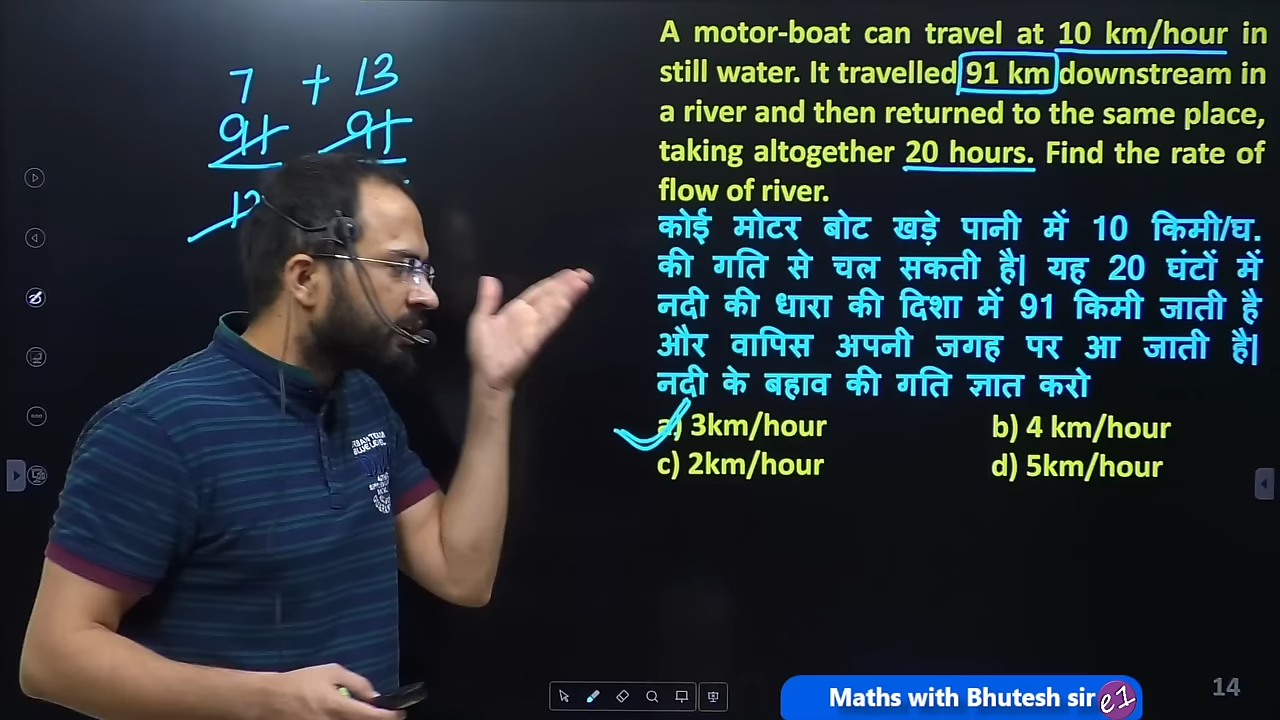 7 + 13
91 91
A motor-boat can travel at 10 km/hour in
still water. It travelled 91 km downstream in
a river and then returned to the same place,
taking altogether 20 hours. Find the rate of
flow of river.
कोई मोटर बोट खड़े पानी में 10 किमी/घ.
की गति से चल सकती है| यह 20 घंटों में
नदी की धारा की दिशा में 91 किमी जाती है
और वापिस अपनी जगह पर आ जाती है|
नदी के बहाव की गति ज्ञात करो
a) 3km/hour b) 4 km/hour
c) 2km/hour d) 5km/hour
Maths with Bhutesh sir e1
14